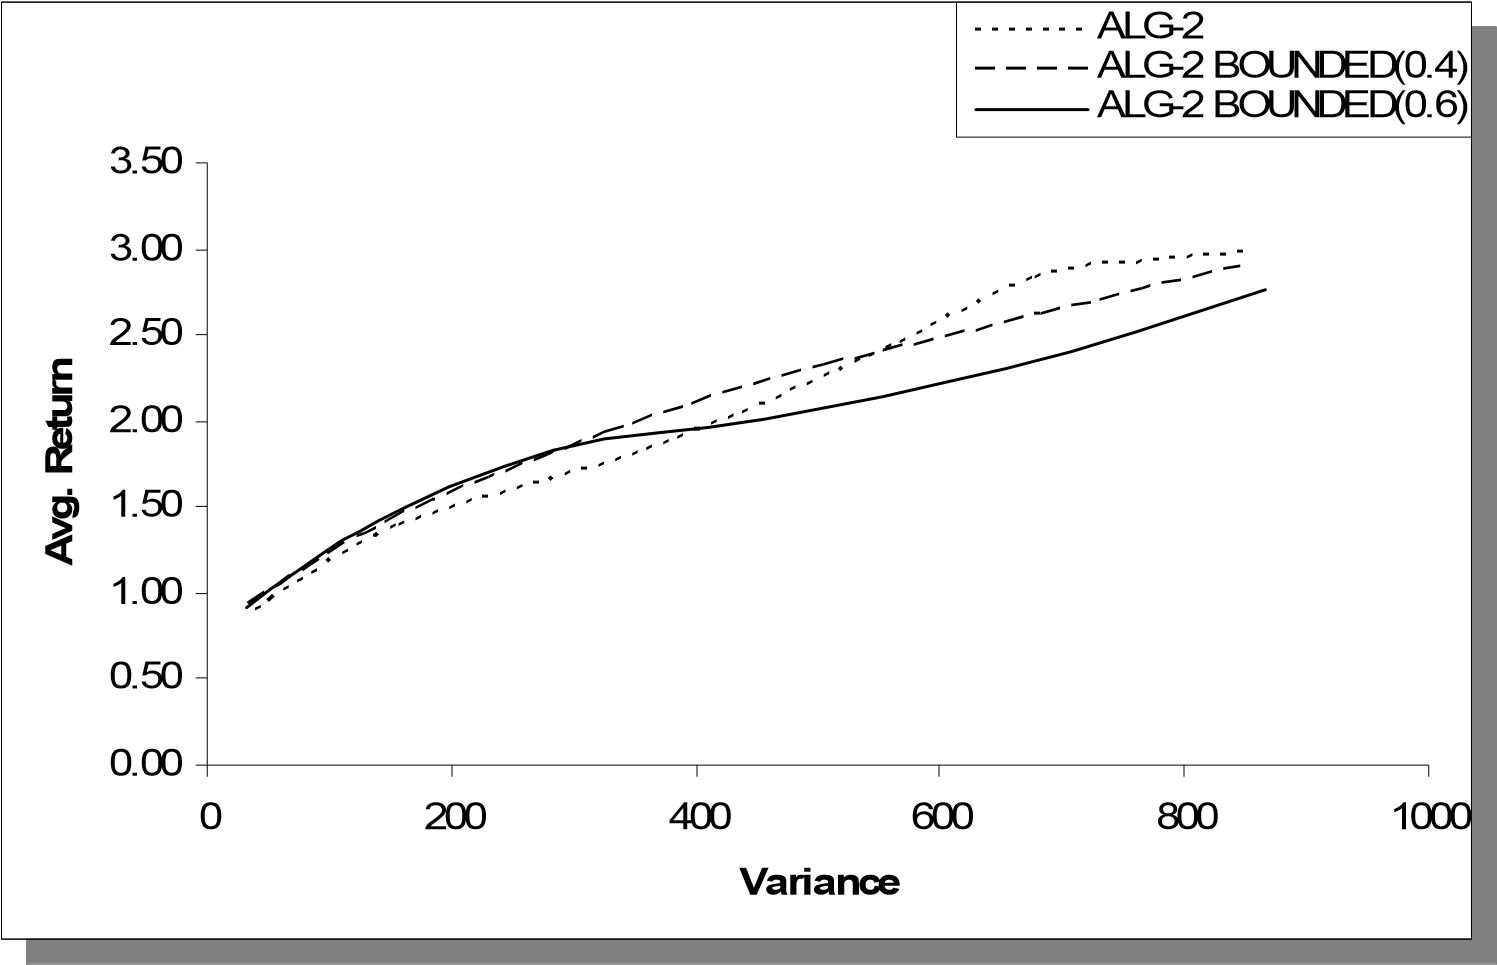 ALG-2
ALG-2 BOUNDED(0.4)
ALG-2 BOUNDED(0.6)
3.50
3.00
2.50
2.00
1.50
1.00
0.50
0.00
Avg. Return
0 200 400 600 800 1000
Variance